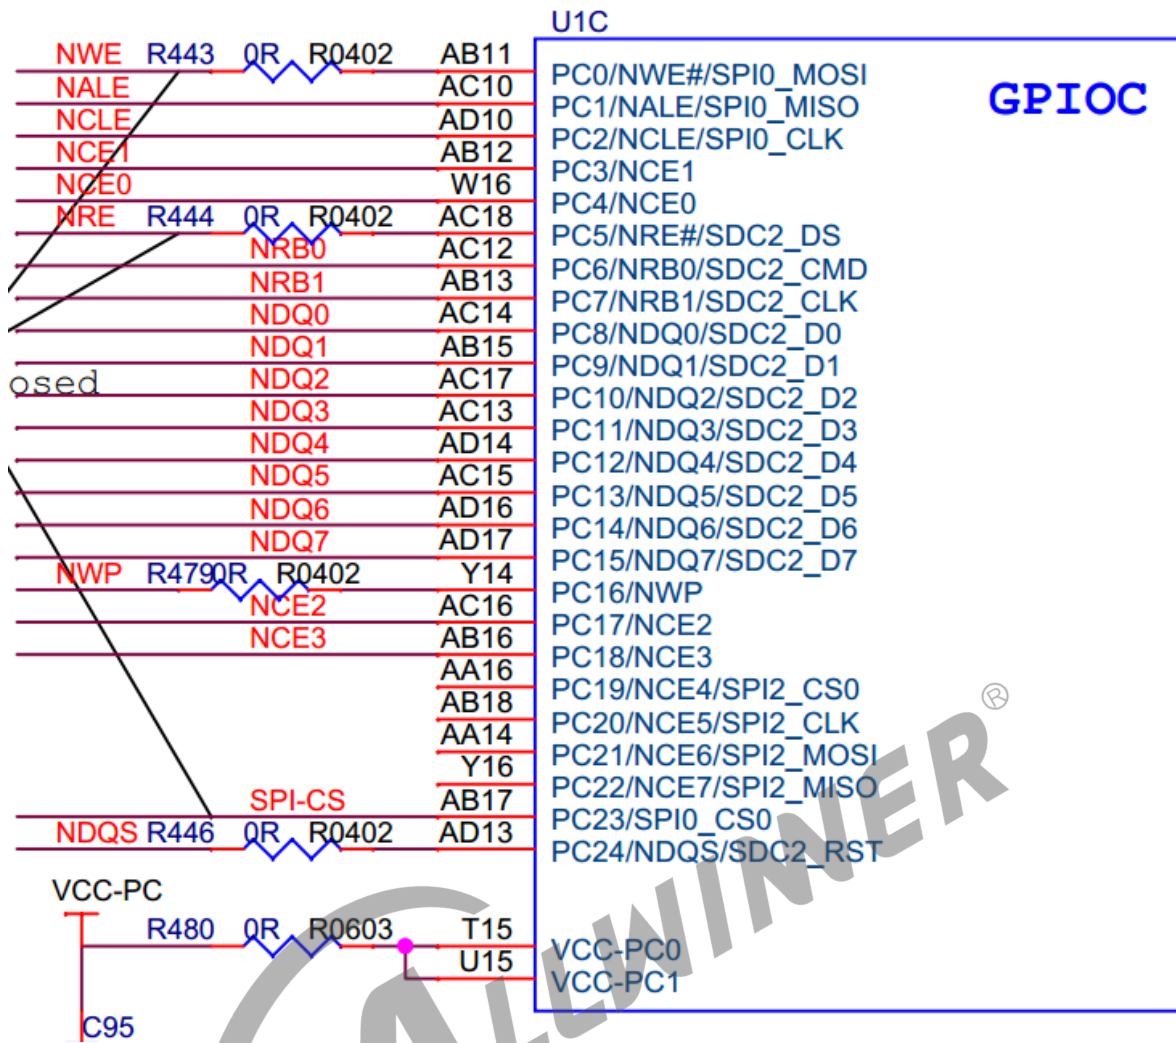 U1C
NWE R443 0R R0402 AB11 PC0/NWE#/SPI0_MOSI
GPIOC
NALE AC10 PC1/NALE/SPI0_MISO
NCLE AD10 PC2/NCLE/SPI0_CLK
NCE1 AB12 PC3/NCE1
NCE0 W16 PC4/NCE0
NRE R444 0R R0402 AC18 PC5/NRE#/SDC2_DS
NRB0 AC12 PC6/NRB0/SDC2_CMD
NRB1 AB13 PC7/NRB1/SDC2_CLK
NDQ0 AC14 PC8/NDQ0/SDC2_D0
NDQ1 AB15 PC9/NDQ1/SDC2_D1
osed
NDQ2 AC17 PC10/NDQ2/SDC2_D2
NDQ3 AC13 PC11/NDQ3/SDC2_D3
NDQ4 AD14 PC12/NDQ4/SDC2_D4
NDQ5 AC15 PC13/NDQ5/SDC2_D5
NDQ6 AD16 PC14/NDQ6/SDC2_D6
NDQ7 AD17 PC15/NDQ7/SDC2_D7
NWP R479 0R R0402 Y14 PC16/NWP
NCE2 AC16 PC17/NCE2
NCE3 AB16 PC18/NCE3
AA16 PC19/NCE4/SPI2_CS0
AB18 PC20/NCE5/SPI2_CLK
AA14 PC21/NCE6/SPI2_MOSI
Y16 PC22/NCE7/SPI2_MISO
SPI-CS AB17 PC23/SPI0_CS0
NDQS R446 0R R0402 AD13 PC24/NDQS/SDC2_RST
VCC-PC
R480 0R R0603 T15 VCC-PC0
U15 VCC-PC1
C95
ALLWINNER®